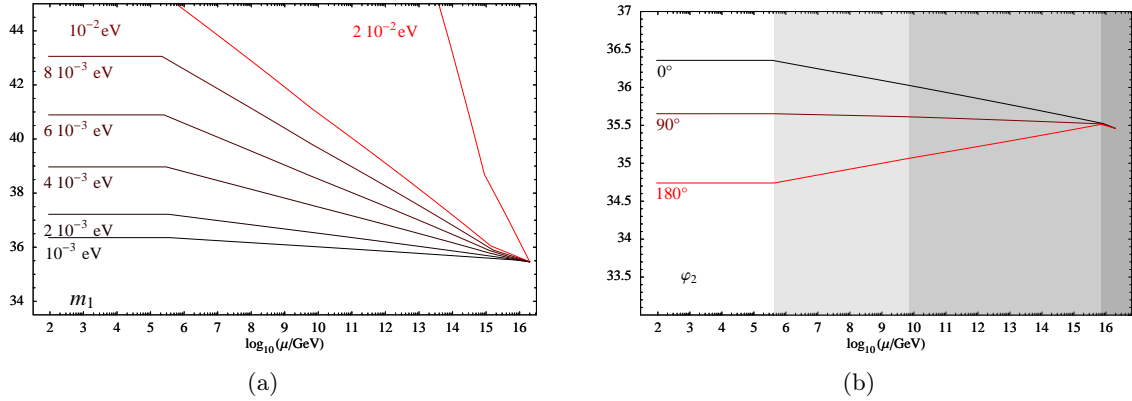 44
42
40
38
36
34
10⁻² eV
2 10⁻² eV
8 10⁻³ eV
6 10⁻³ eV
4 10⁻³ eV
2 10⁻³ eV
10⁻³ eV
m₁
2 3 4 5 6 7 8 9 10 11 12 13 14 15 16
log₁₀(μ/GeV)
(a)
37
36.5
36
35.5
35
34.5
34
33.5
0°
90°
180°
φ₂
2 3 4 5 6 7 8 9 10 11 12 13 14 15 16
log₁₀(μ/GeV)
(b)